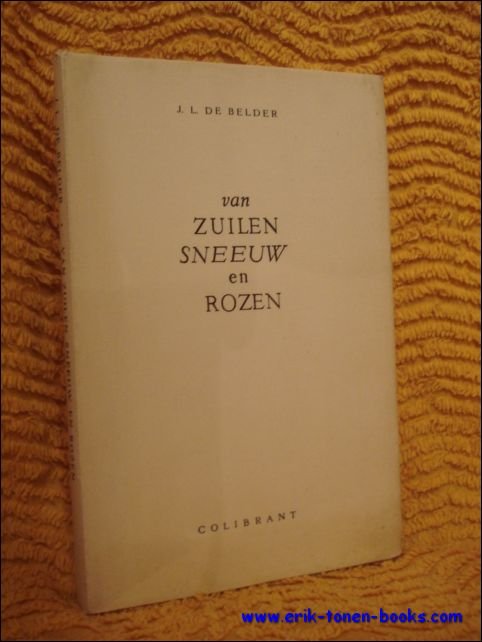 J. L. DE BELDER
van
ZUILEN
SNEEUW
en
ROZEN
COLIBRANT
www.erik-tonen-books.com